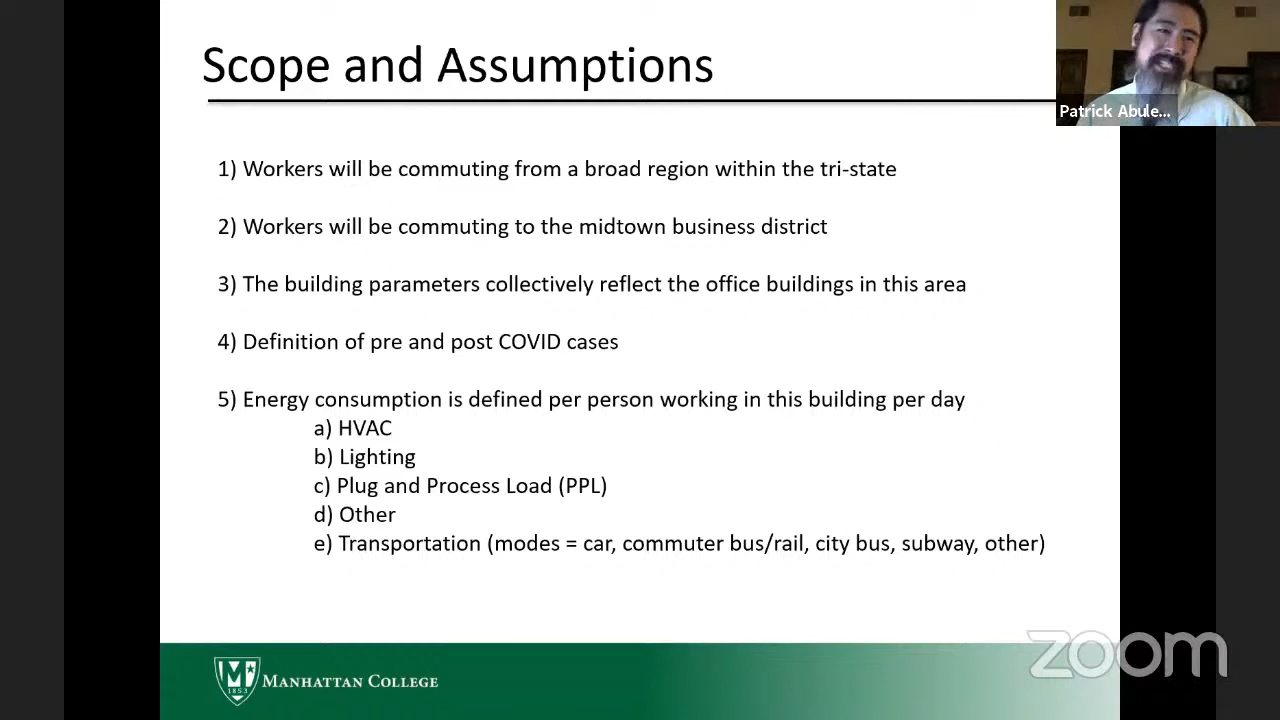 Scope and Assumptions
Patrick Abule...
1) Workers will be commuting from a broad region within the tri-state
2) Workers will be commuting to the midtown business district
3) The building parameters collectively reflect the office buildings in this area
4) Definition of pre and post COVID cases
5) Energy consumption is defined per person working in this building per day
a) HVAC
b) Lighting
c) Plug and Process Load (PPL)
d) Other
e) Transportation (modes = car, commuter bus/rail, city bus, subway, other)
zoom
M
1853
MANHATTAN COLLEGE